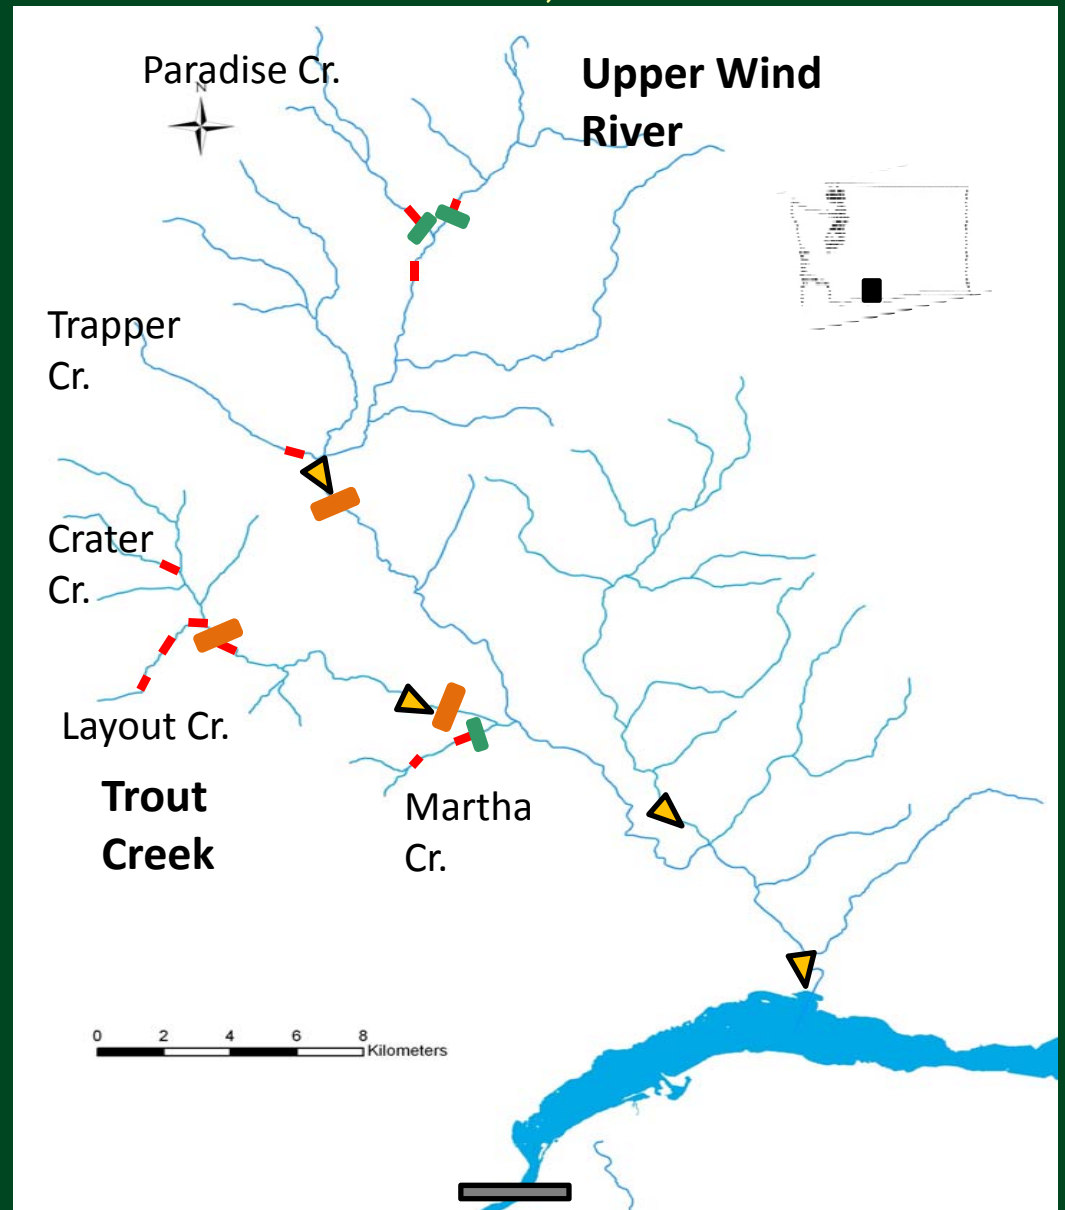 Paradise Cr.
N
Upper Wind
River
Trapper
Cr.
Crater
Cr.
Layout Cr.
Trout
Creek
Martha
Cr.
0 2 4 6 8
Kilometers